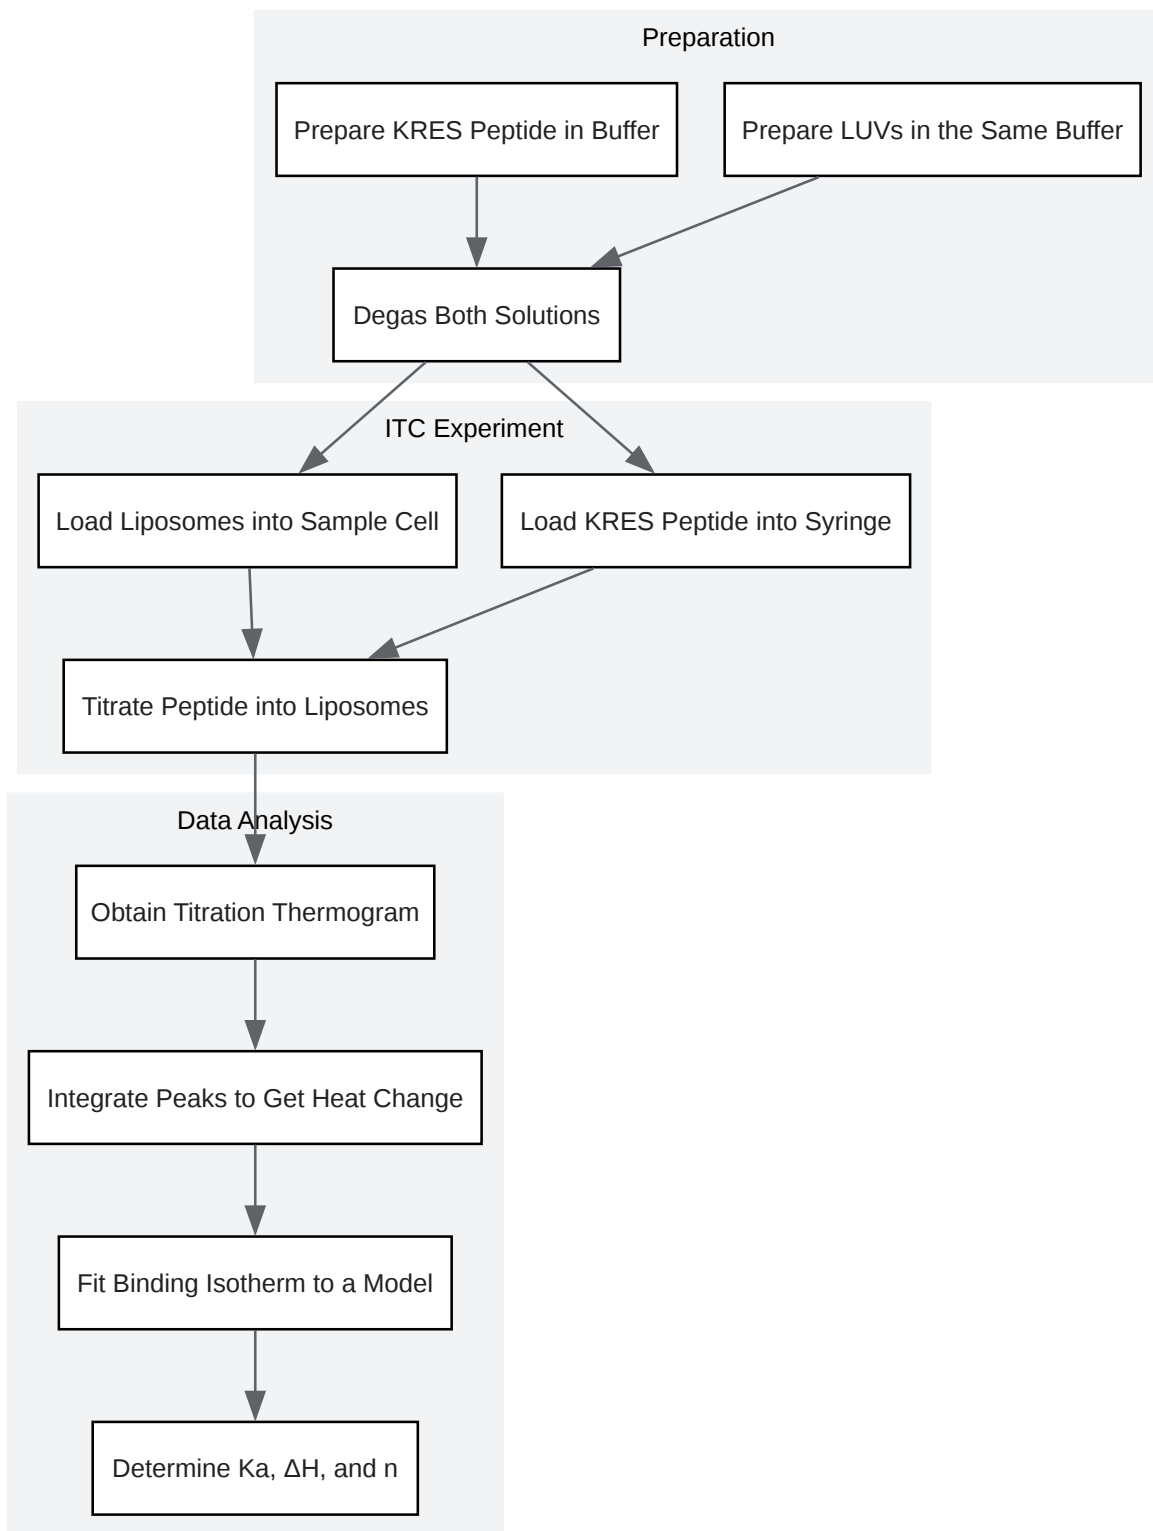 Preparation
Prepare KRES Peptide in Buffer
Prepare LUVs in the Same Buffer
Degas Both Solutions
ITC Experiment
Load Liposomes into Sample Cell
Load KRES Peptide into Syringe
Titrate Peptide into Liposomes
Data Analysis
Obtain Titration Thermogram
Integrate Peaks to Get Heat Change
Fit Binding Isotherm to a Model
Determine Ka, ΔH, and n